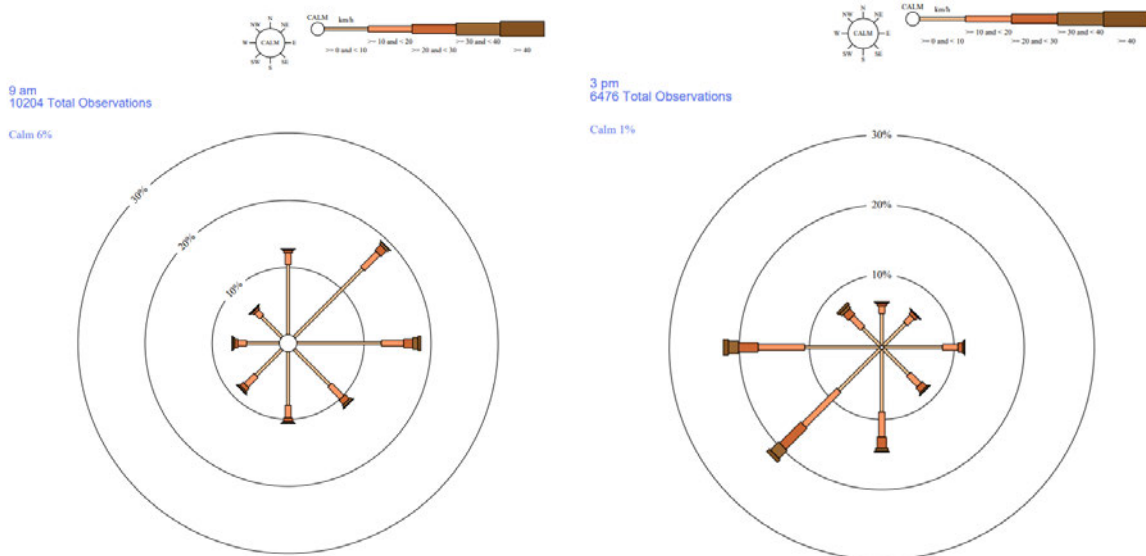 N
NW NE
W CALM E
SW SE
S
CALM km/h
>= 10 and < 20 >= 30 and < 40
>= 0 and < 10 >= 20 and < 30 >= 40
9 am
10204 Total Observations
Calm 6%
30%
20%
10%
N
NW NE
W CALM E
SW SE
S
CALM km/h
>= 10 and < 20 >= 30 and < 40
>= 0 and < 10 >= 20 and < 30 >= 40
3 pm
6476 Total Observations
Calm 1%
30%
20%
10%